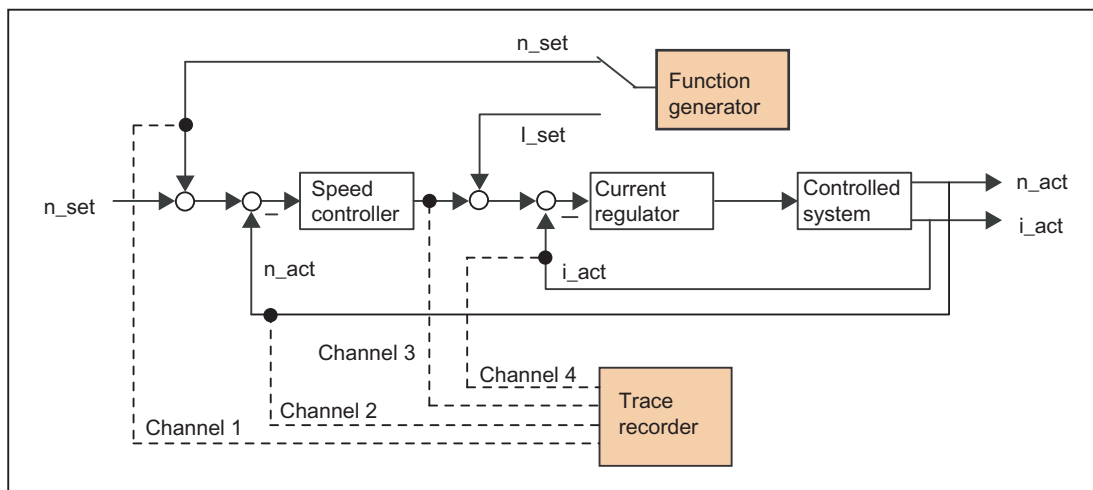 n_set
Function
generator
I_set
n_set
Speed
controller
Current
regulator
Controlled
system
n_act
i_act
n_act
i_act
Channel 3
Channel 4
Channel 2
Channel 1
Trace
recorder